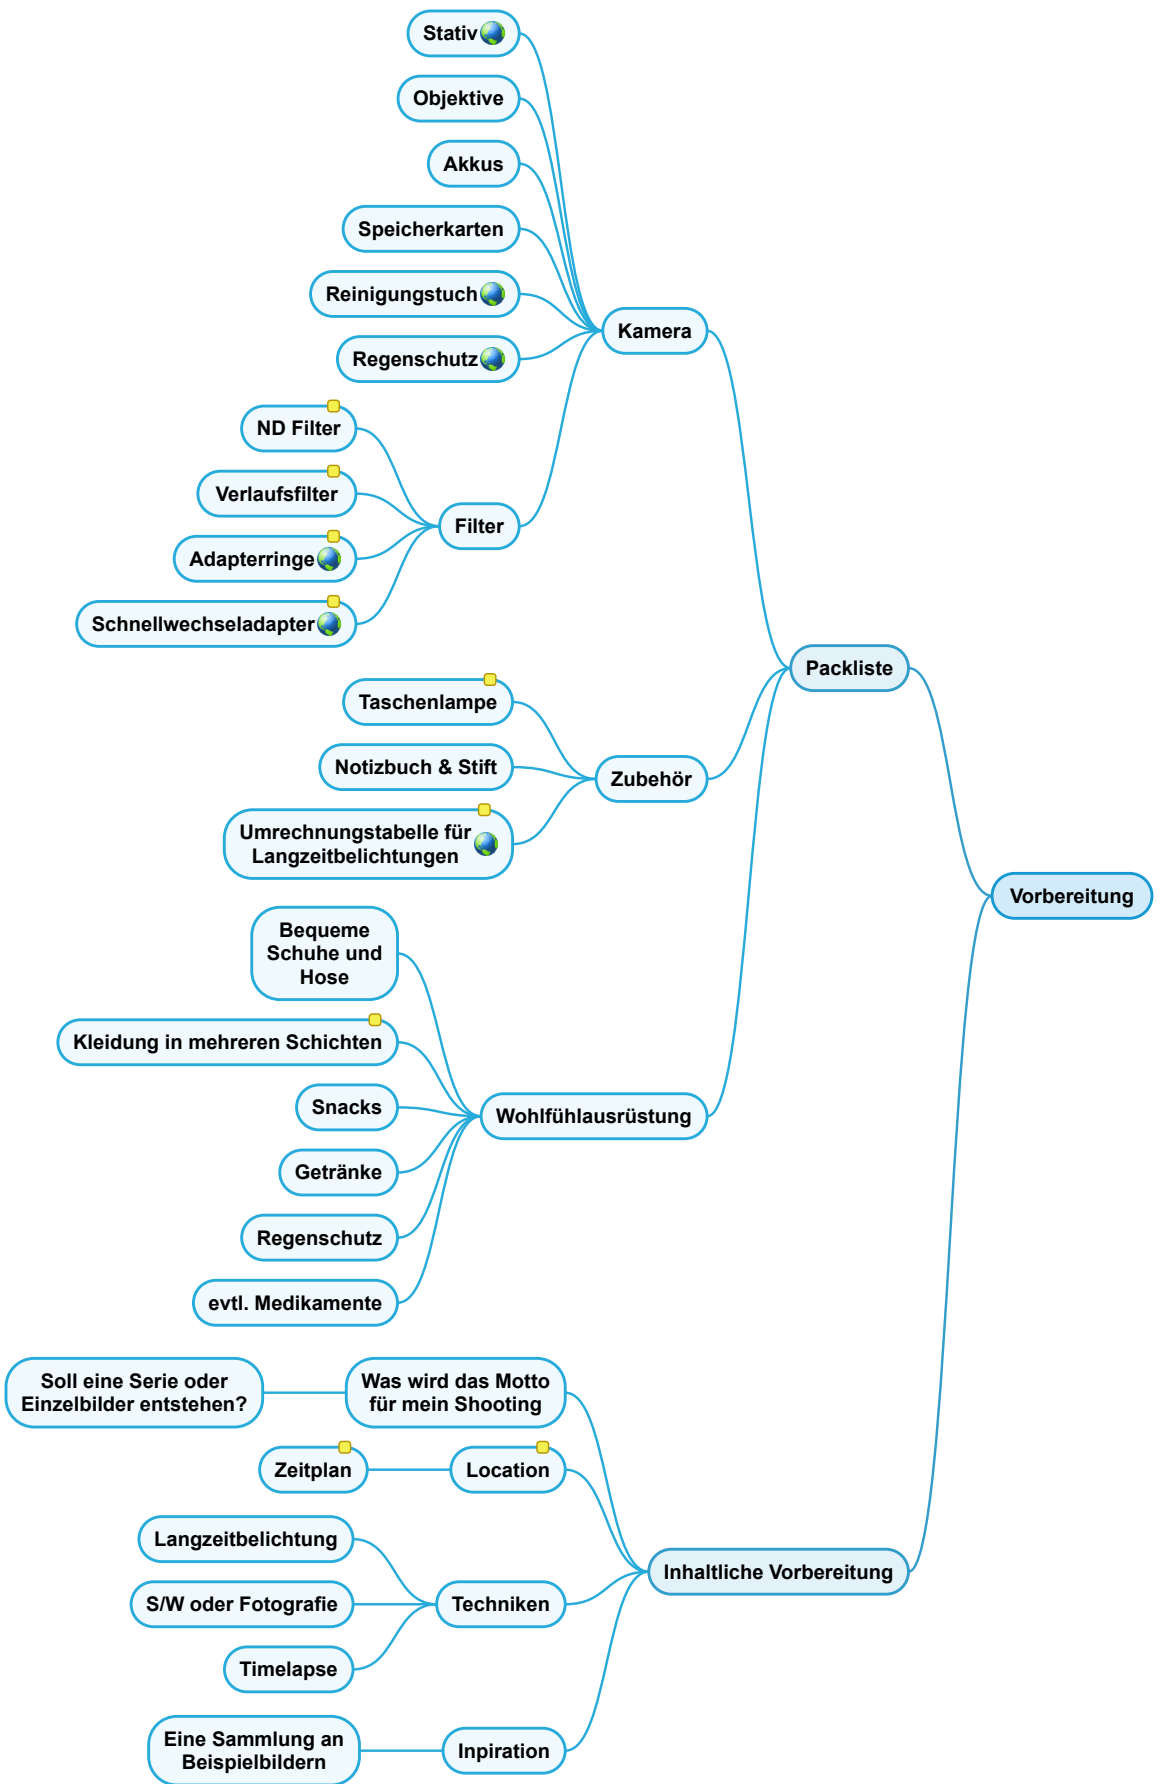 Stativ
Objektive
Akkus
Speicherkarten
Reinigungstuch
Regenschutz
Kamera
ND Filter
Verlaufsfilter
Adapterringe
Schnellwechseladapter
Filter
Packliste
Taschenlampe
Notizbuch & Stift
Umrechnungstabelle für
Langzeitbelichtungen
Zubehör
Vorbereitung
Bequeme
Schuhe und
Hose
Kleidung in mehreren Schichten
Snacks
Getränke
Regenschutz
evtl. Medikamente
Wohlfühlausrüstung
Soll eine Serie oder
Einzelbilder entstehen?
Was wird das Motto
für mein Shooting
Zeitplan
Location
Langzeitbelichtung
S/W oder Fotografie
Timelapse
Techniken
Inhaltliche Vorbereitung
Eine Sammlung an
Beispielbildern
Inpiration